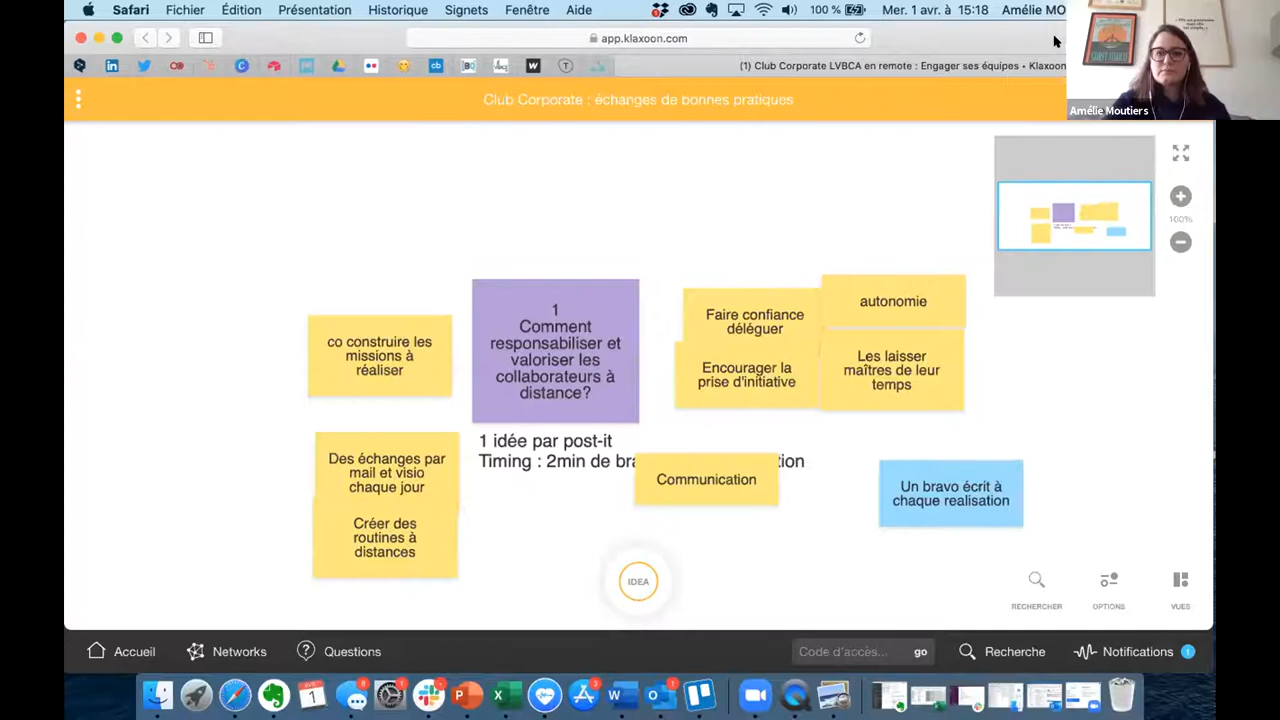 Safari Fichier Édition Présentation Historique Signets Fenêtre Aide 100 % Mer. 1 avr. à 15:18 Amélie MO
app.klaxoon.com
(1) Club Corporate LVBCA en remote : Engager ses équipes • Klaxoon
Amélie Moutiers
Club Corporate : échanges de bonnes pratiques
100%
autonomie
1
Comment
responsabiliser et
valoriser les
collaborateurs à
distance?
Faire confiance
déléguer
co construire les
missions à
réaliser
Encourager la
prise d'initiative
Les laisser
maîtres de leur
temps
1 idée par post-it
Timing : 2min de bra tion
Des échanges par
mail et visio
chaque jour
Communication
Un bravo écrit à
chaque realisation
Créer des
routines à
distances
IDEA
RECHERCHER OPTIONS VUES
Accueil Networks Questions Code d'accès... go Recherche Notifications 1